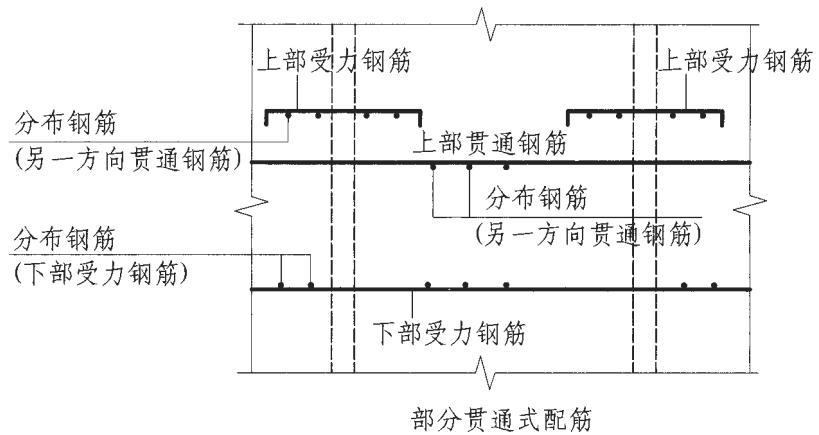 上部受力钢筋
上部受力钢筋
分布钢筋
(另一方向贯通钢筋)
上部贯通钢筋
分布钢筋
(另一方向贯通钢筋)
分布钢筋
(下部受力钢筋)
下部受力钢筋
部分贯通式配筋